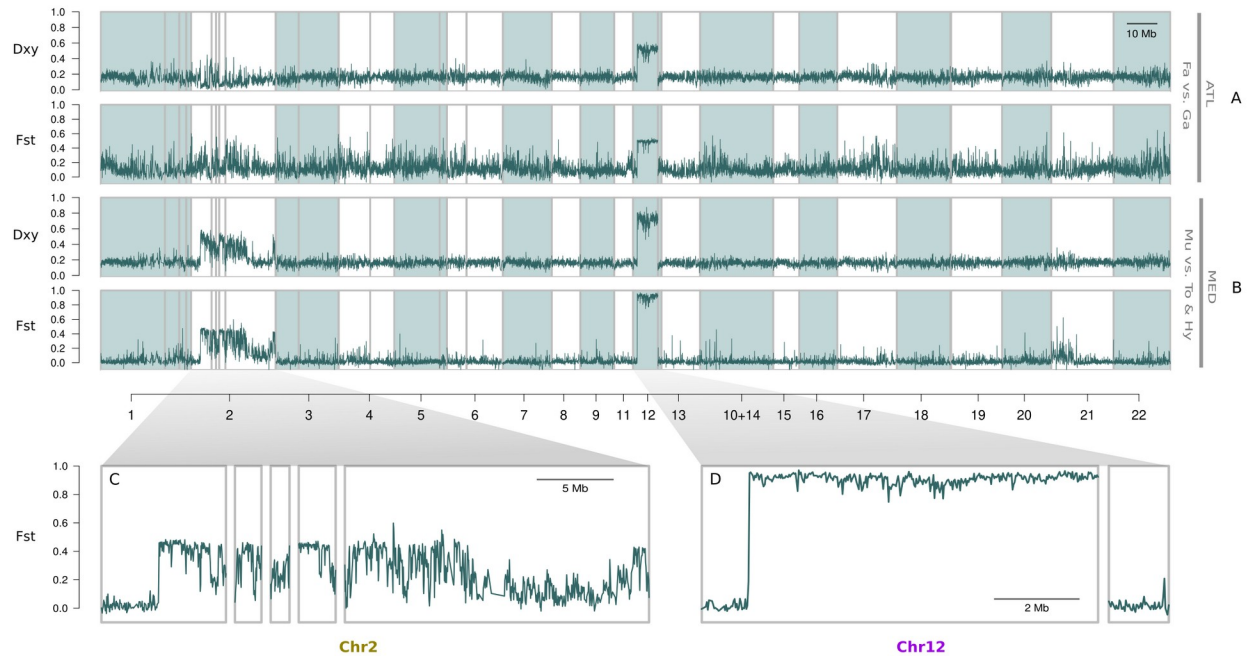 1.0
0.8
Dxy 0.6
0.4
0.2
0.0
10 Mb
1.0
0.8
Fst 0.6
0.4
0.2
0.0
ATL
Fa vs. Ga
A
1.0
0.8
Dxy 0.6
0.4
0.2
0.0
1.0
0.8
Fst 0.6
0.4
0.2
0.0
MED
Mu vs. To & Hy
B
1 2 3 4 5 6 7 8 9 11 12 13 10+14 15 16 17 18 19 20 21 22
1.0
0.8
0.6
Fst
0.4
0.2
0.0
C
5 Mb
D
2 Mb
Chr2
Chr12